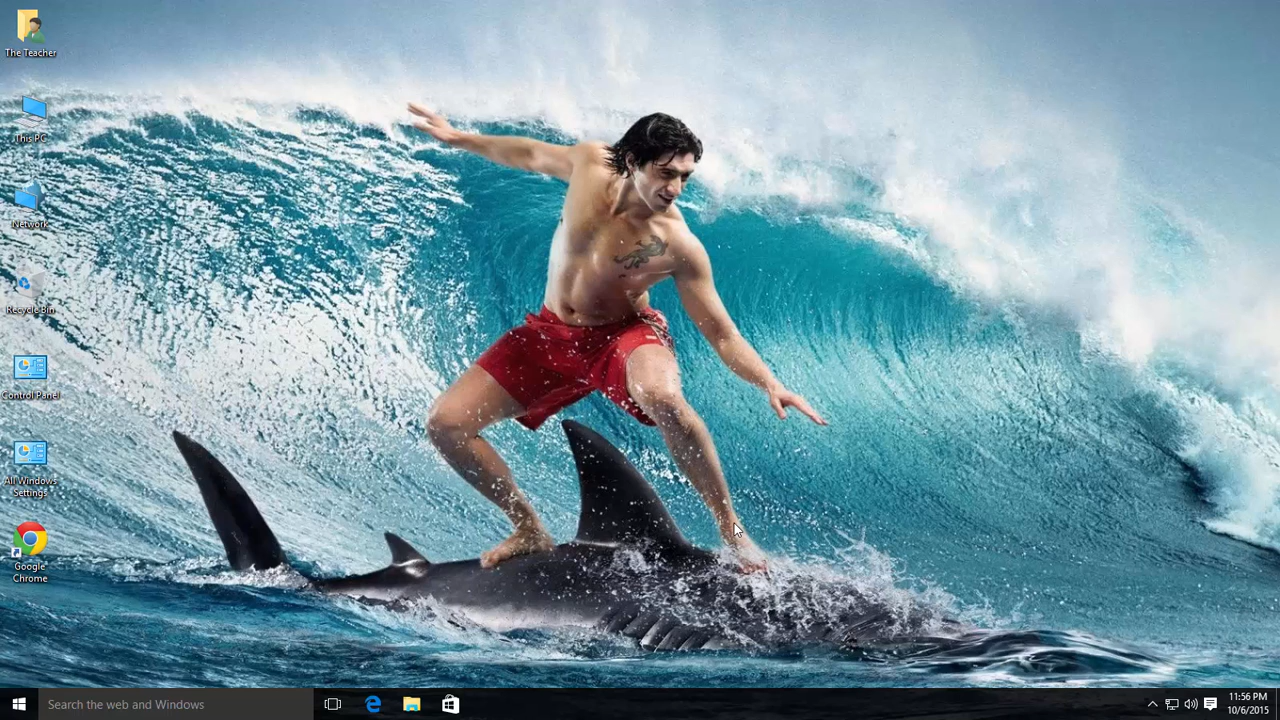 The Teacher
This PC
Network
Recycle Bin
Control Panel
All Windows
Settings
Google
Chrome
Search the web and Windows
11:56 PM
10/6/2015